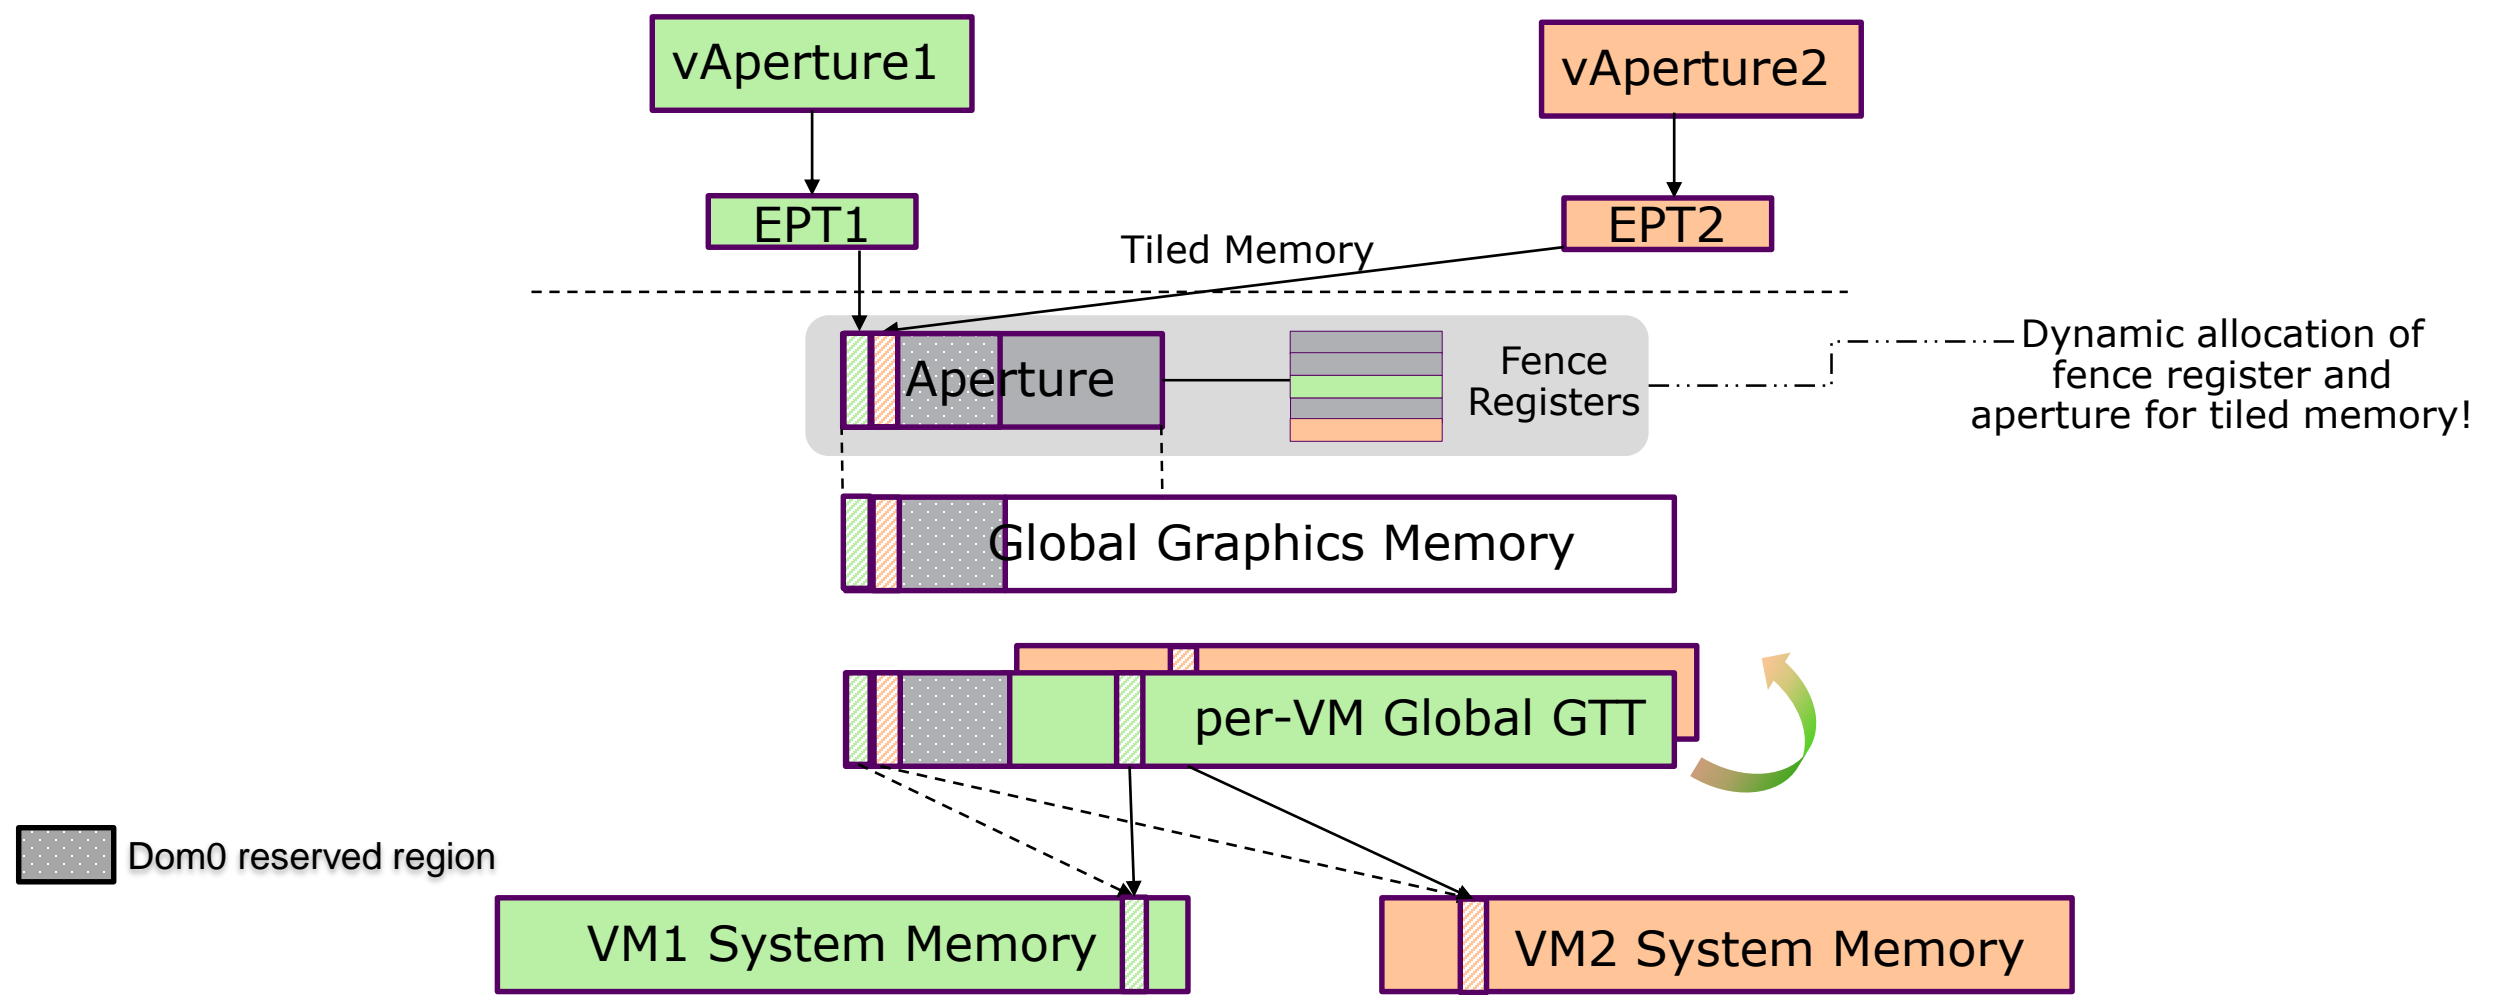 vAperture1
vAperture2
EPT1
EPT2
Tiled Memory
Aperture
Fence
Registers
Dynamic allocation of
fence register and
aperture for tiled memory!
Global Graphics Memory
per-VM Global GTT
Dom0 reserved region
VM1 System Memory
VM2 System Memory